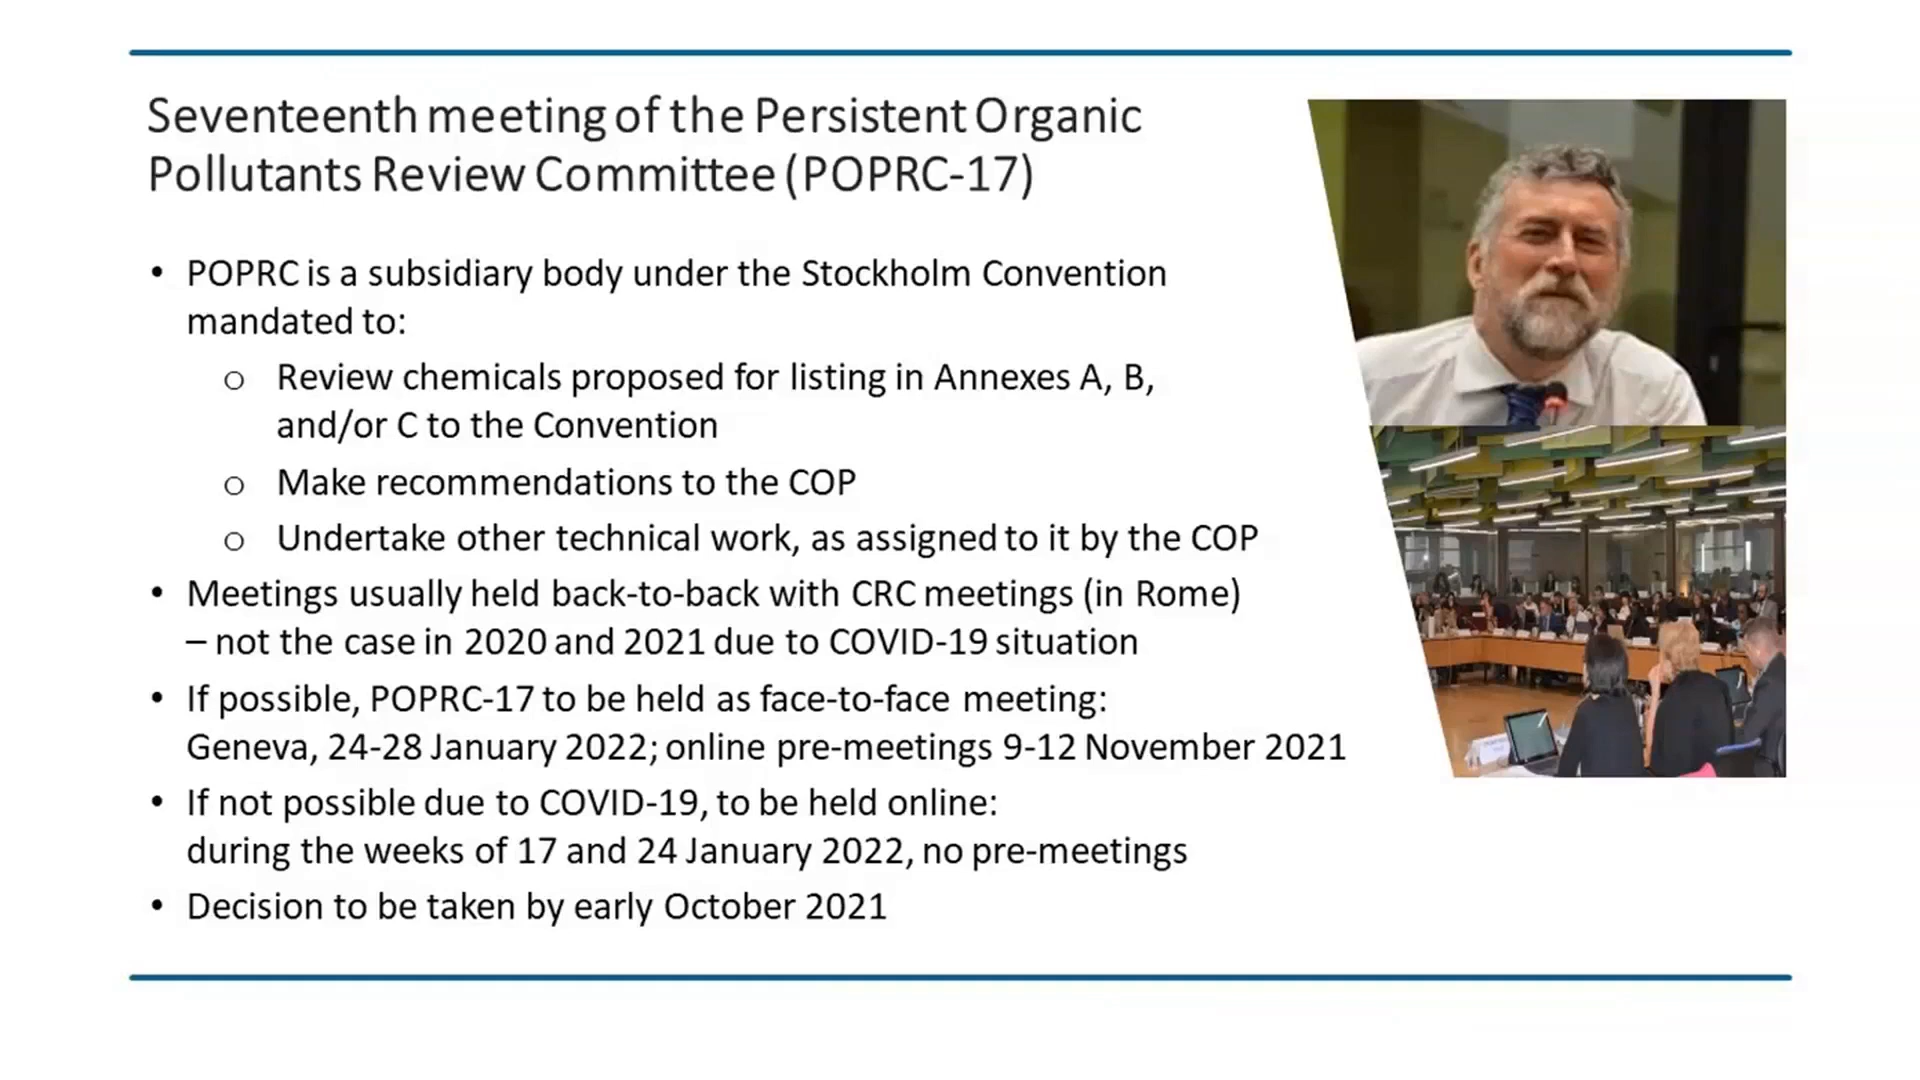 Seventeenth meeting of the Persistent Organic
Pollutants Review Committee (POPRC-17)
• POPRC is a subsidiary body under the Stockholm Convention
mandated to:
o Review chemicals proposed for listing in Annexes A, B,
and/or C to the Convention
o Make recommendations to the COP
o Undertake other technical work, as assigned to it by the COP
• Meetings usually held back-to-back with CRC meetings (in Rome)
– not the case in 2020 and 2021 due to COVID-19 situation
• If possible, POPRC-17 to be held as face-to-face meeting:
Geneva, 24-28 January 2022; online pre-meetings 9-12 November 2021
• If not possible due to COVID-19, to be held online:
during the weeks of 17 and 24 January 2022, no pre-meetings
• Decision to be taken by early October 2021